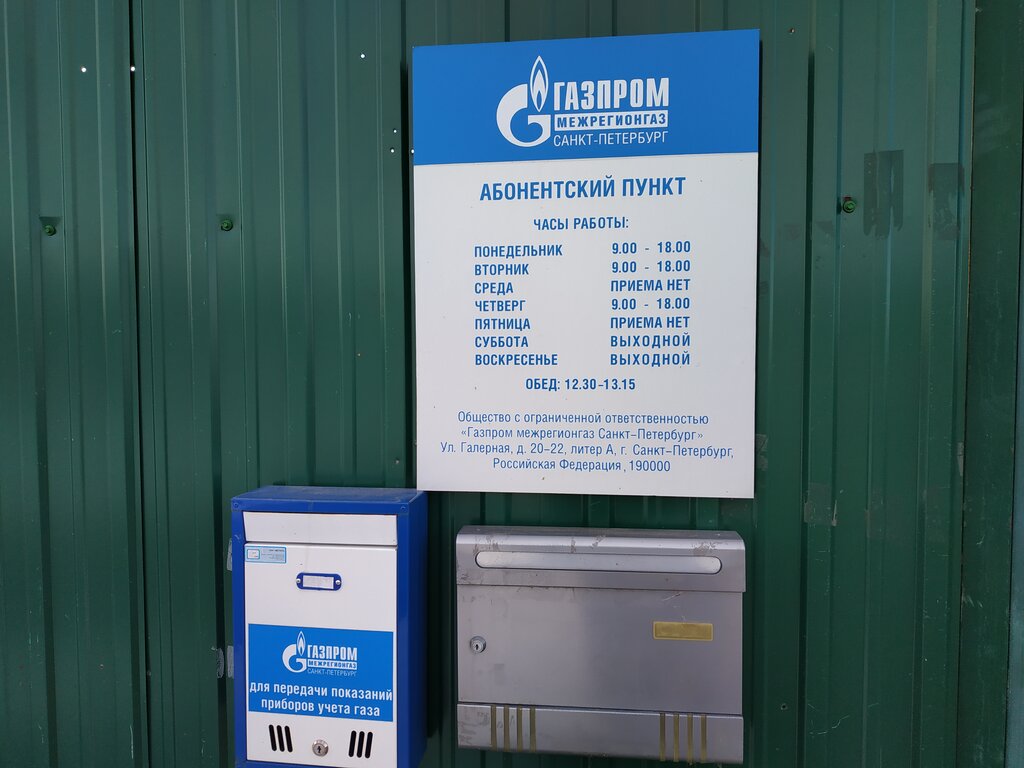 ГАЗПРОМ
МЕЖРЕГИОНГАЗ
САНКТ-ПЕТЕРБУРГ
АБОНЕНТСКИЙ ПУНКТ
ЧАСЫ РАБОТЫ:
ПОНЕДЕЛЬНИК 9.00 - 18.00
ВТОРНИК 9.00 - 18.00
СРЕДА ПРИЕМА НЕТ
ЧЕТВЕРГ 9.00 - 18.00
ПЯТНИЦА ПРИЕМА НЕТ
СУББОТА ВЫХОДНОЙ
ВОСКРЕСЕНЬЕ ВЫХОДНОЙ
ОБЕД: 12.30-13.15
Общество с ограниченной ответственностью
«Газпром межрегионгаз Санкт-Петербург»
Ул. Галерная, д. 20-22, литер А, г. Санкт-Петербург,
Российская Федерация, 190000
ГАЗПРОМ
МЕЖРЕГИОНГАЗ
САНКТ-ПЕТЕРБУРГ
для передачи показаний
приборов учета газа